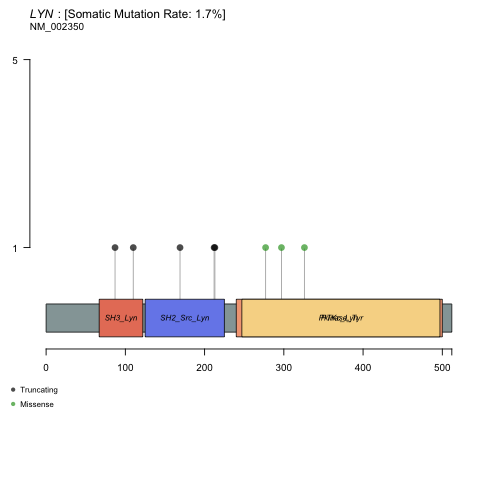 LYN : [Somatic Mutation Rate: 1.7%]
NM_002350
5
1
SH3_Lyn SH2_Src_Lyn
0 100 200 300 400 500
Truncating
Missense